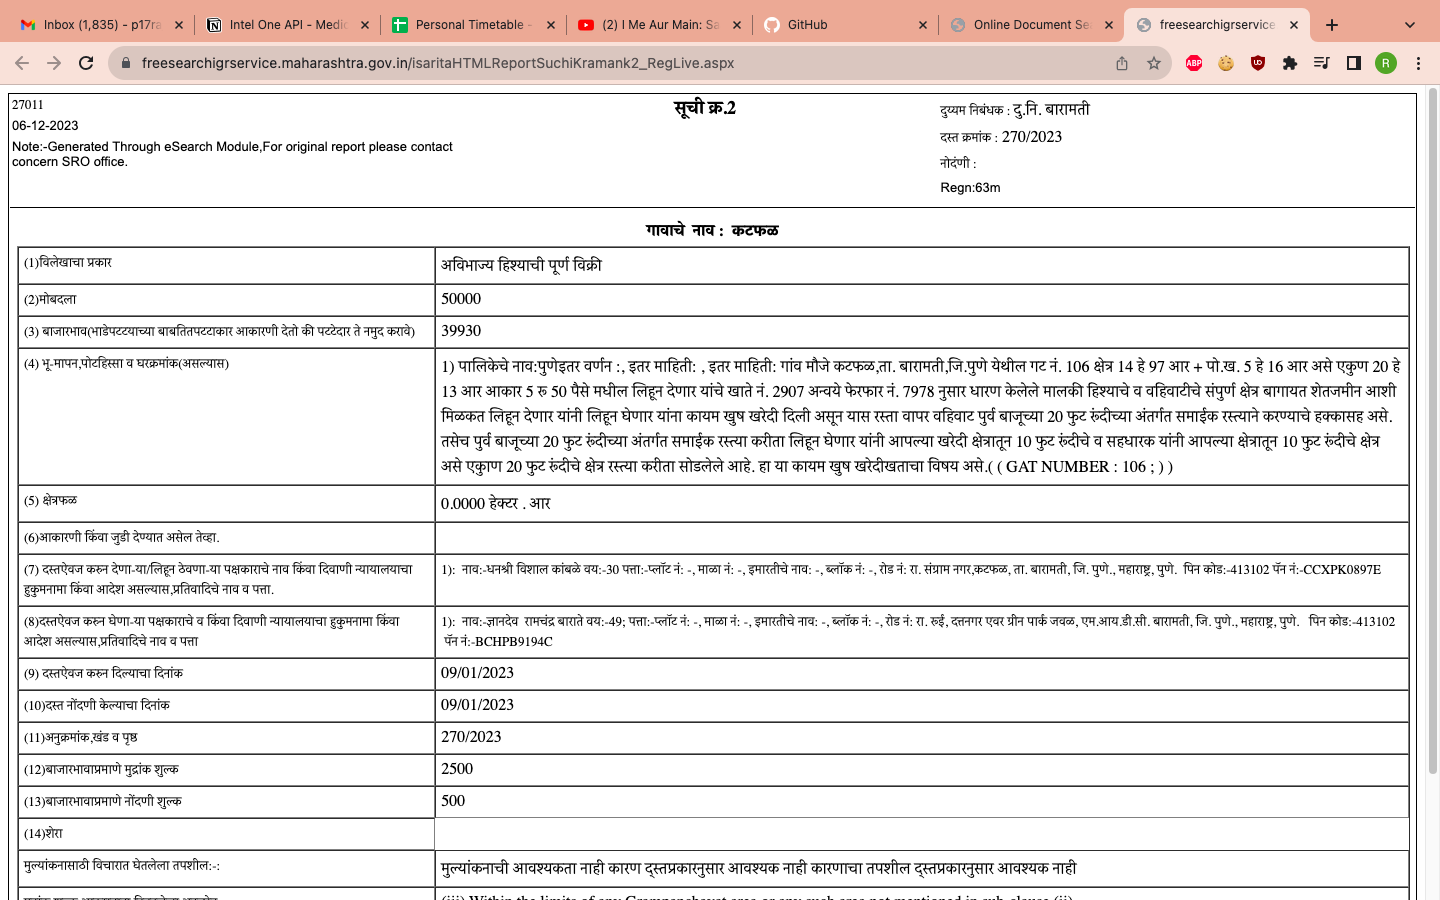 Inbox (1,835) - p17ra
Intel One API - Medic
Personal Timetable -
(2) I Me Aur Main: Sa
GitHub
Online Document Se
freesearchigrservice
freesearchigrservice.maharashtra.gov.in/isaritaHTMLReportSuchiKramank2_RegLive.aspx
ABP
R
27011
06-12-2023
Note:-Generated Through eSearch Module,For original report please contact
concern SRO office.
सूची क्र.2
दुय्यम निबंधक : दु.नि. बारामती
दस्त क्रमांक : 270/2023
नोदंणी :
Regn:63m
गावाचे नाव : कटफळ
(1)विलेखाचा प्रकार
अविभाज्य हिश्याची पूर्ण विक्री
(2)मोबदला
50000
(3) बाजारभाव(भाडेपटटयाच्या बाबतितपटटाकार आकारणी देतो की पटटेदार ते नमुद करावे)
39930
(4) भू-मापन,पोटहिस्सा व घरक्रमांक(असल्यास)
1) पालिकेचे नाव:पुणेइतर वर्णन :, इतर माहिती: , इतर माहिती: गांव मौजे कटफळ,ता. बारामती,जि.पुणे येथील गट नं. 106 क्षेत्र 14 हे 97 आर + पो.ख. 5 हे 16 आर असे एकुण 20 हे
13 आर आकार 5 रू 50 पैसे मधील लिहून देणार यांचे खाते नं. 2907 अन्वये फेरफार नं. 7978 नुसार धारण केलेले मालकी हिश्याचे व वहिवाटीचे संपुर्ण क्षेत्र बागायत शेतजमीन आशी
मिळकत लिहून देणार यांनी लिहून घेणार यांना कायम खुष खरेदी दिली असून यास रस्ता वापर वहिवाट पुर्व बाजूच्या 20 फुट रूंदीच्या अंतर्गत समाईक रस्त्याने करण्याचे हक्कासह असे.
तसेच पुर्व बाजूच्या 20 फुट रूंदीच्या अंतर्गत समाईक रस्त्या करीता लिहून घेणार यांनी आपल्या खरेदी क्षेत्रातून 10 फुट रूंदीचे व सहधारक यांनी आपल्या क्षेत्रातून 10 फुट रूंदीचे क्षेत्र
असे एकुाण 20 फुट रूंदीचे क्षेत्र रस्त्या करीता सोडलेले आहे. हा या कायम खुष खरेदीखताचा विषय असे.( ( GAT NUMBER : 106 ; ) )
(5) क्षेत्रफळ
0.0000 हेक्टर . आर
(6)आकारणी किंवा जुडी देण्यात असेल तेव्हा.
(7) दस्तऐवज करुन देणा-या/लिहून ठेवणा-या पक्षकाराचे नाव किंवा दिवाणी न्यायालयाचा
हुकुमनामा किंवा आदेश असल्यास,प्रतिवादिचे नाव व पत्ता.
1): नाव:-धनश्री विशाल कांबळे वय:-30 पत्ता:-प्लॉट नं: -, माळा नं: -, इमारतीचे नाव: -, ब्लॉक नं: -, रोड नं: रा. संग्राम नगर,कटफळ, ता. बारामती, जि. पुणे., महाराष्ट्र, पुणे. पिन कोड:-413102 पॅन नं:-CCXPK0897E
(8)दस्तऐवज करुन घेणा-या पक्षकाराचे व किंवा दिवाणी न्यायालयाचा हुकुमनामा किंवा
आदेश असल्यास,प्रतिवादिचे नाव व पत्ता
1): नाव:-ज्ञानदेव रामचंद्र बाराते वय:-49; पत्ता:-प्लॉट नं: -, माळा नं: -, इमारतीचे नाव: -, ब्लॉक नं: -, रोड नं: रा. रूई, दत्तनगर एवर ग्रीन पार्क जवळ, एम.आय.डी.सी. बारामती, जि. पुणे., महाराष्ट्र, पुणे. पिन कोड:-413102
पॅन नं:-BCHPB9194C
(9) दस्तऐवज करुन दिल्याचा दिनांक
09/01/2023
(10)दस्त नोंदणी केल्याचा दिनांक
09/01/2023
(11)अनुक्रमांक,खंड व पृष्ठ
270/2023
(12)बाजारभावाप्रमाणे मुद्रांक शुल्क
2500
(13)बाजारभावाप्रमाणे नोंदणी शुल्क
500
(14)शेरा
मुल्यांकनासाठी विचारात घेतलेला तपशील:-:
मुल्यांकनाची आवश्यकता नाही कारण द्स्तप्रकारनुसार आवश्यक नाही कारणाचा तपशील द्स्तप्रकारनुसार आवश्यक नाही
(iii) Within the limits of any Grampanchayat area or any such area not mentioned in sub-clause (ii).